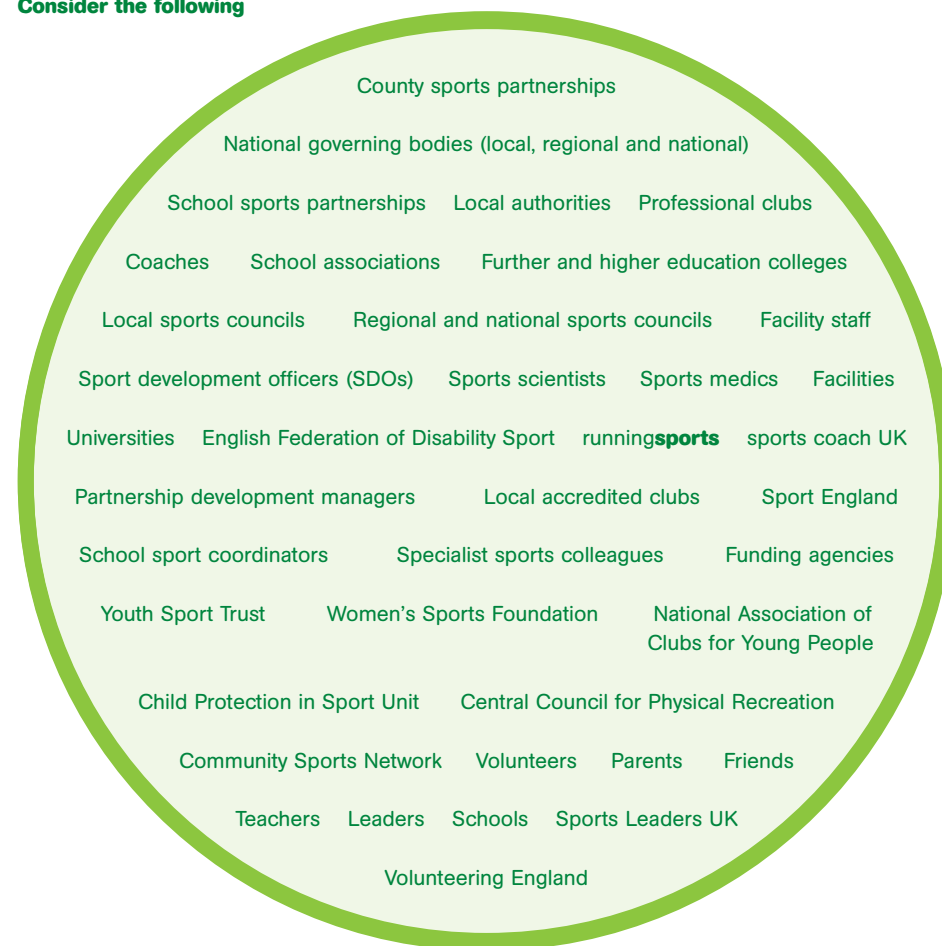 Consider the following
County sports partnerships
National governing bodies (local, regional and national)
School sports partnerships Local authorities Professional clubs
Coaches School associations Further and higher education colleges
Local sports councils Regional and national sports councils Facility staff
Sport development officers (SDOs) Sports scientists Sports medics Facilities
Universities English Federation of Disability Sport runningsports sports coach UK
Partnership development managers Local accredited clubs Sport England
School sport coordinators Specialist sports colleagues Funding agencies
Youth Sport Trust Women's Sports Foundation National Association of
Clubs for Young People
Child Protection in Sport Unit Central Council for Physical Recreation
Community Sports Network Volunteers Parents Friends
Teachers Leaders Schools Sports Leaders UK
Volunteering England